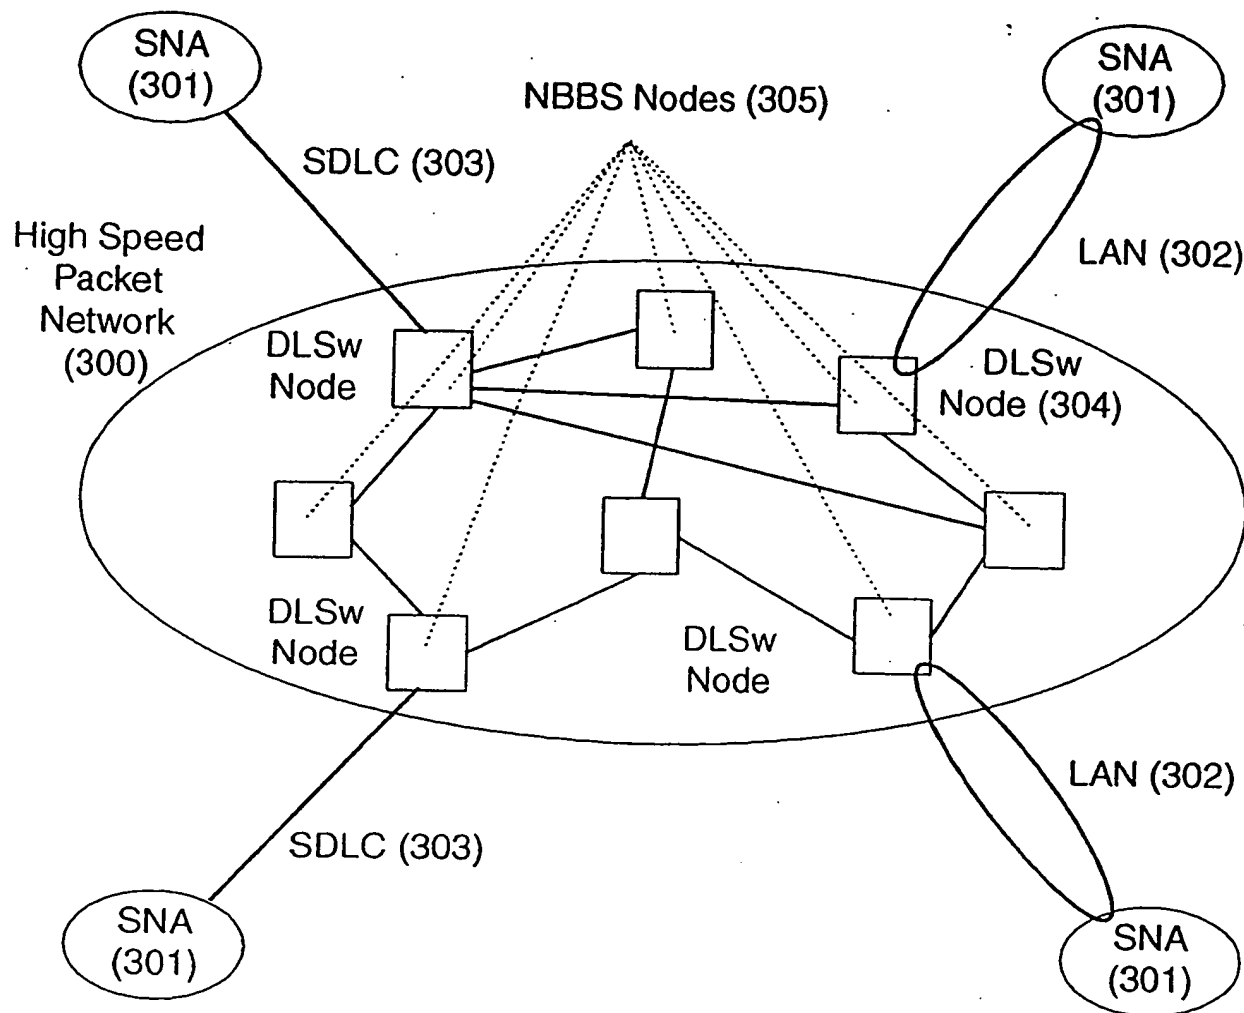 SNA
(301)
SNA
(301)
NBBS Nodes (305)
SDLC (303)
High Speed
Packet
Network
(300)
LAN (302)
DLSw
Node
DLSw
Node (304)
DLSw
Node
DLSw
Node
LAN (302)
SDLC (303)
SNA
(301)
SNA
(301)